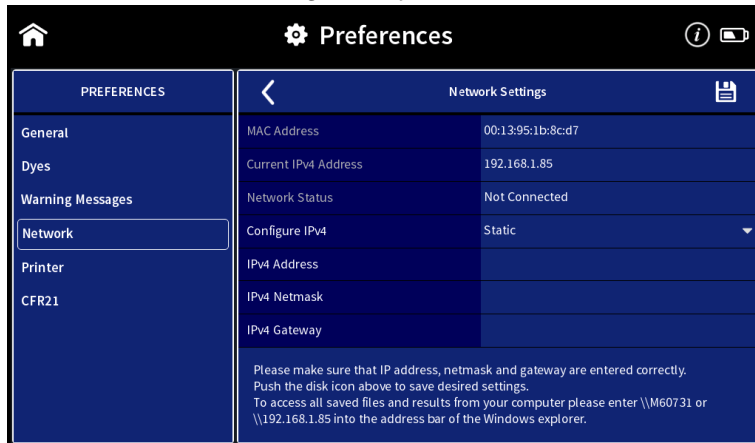 Preferences
i
PREFERENCES
Network Settings
General
Dyes
Warning Messages
Network
Printer
CFR21
MAC Address 00:13:95:1b:8c:d7
Current IPv4 Address 192.168.1.85
Network Status Not Connected
Configure IPv4 Static
IPv4 Address
IPv4 Netmask
IPv4 Gateway
Please make sure that IP address, netmask and gateway are entered correctly.
Push the disk icon above to save desired settings.
To access all saved files and results from your computer please enter \\M60731 or
\\192.168.1.85 into the address bar of the Windows explorer.